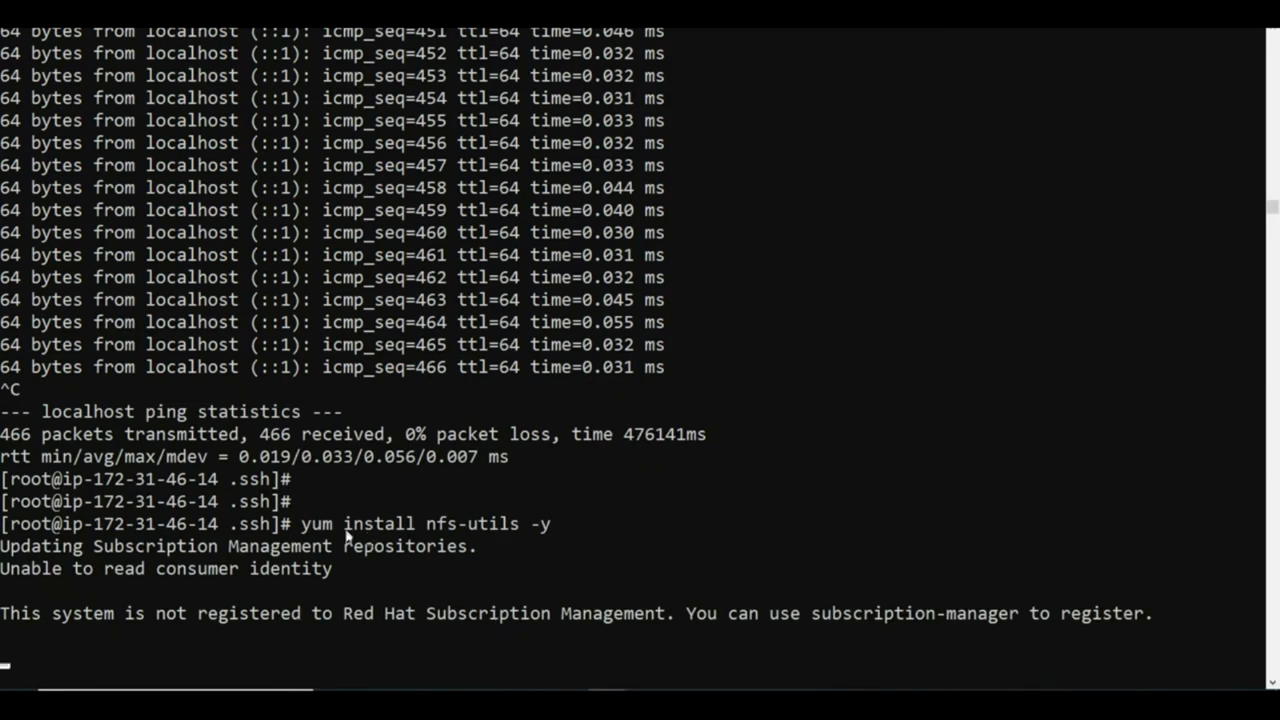 64 bytes from localhost (::1): icmp_seq=451 ttl=64 time=0.046 ms
64 bytes from localhost (::1): icmp_seq=452 ttl=64 time=0.032 ms
64 bytes from localhost (::1): icmp_seq=453 ttl=64 time=0.032 ms
64 bytes from localhost (::1): icmp_seq=454 ttl=64 time=0.031 ms
64 bytes from localhost (::1): icmp_seq=455 ttl=64 time=0.033 ms
64 bytes from localhost (::1): icmp_seq=456 ttl=64 time=0.032 ms
64 bytes from localhost (::1): icmp_seq=457 ttl=64 time=0.033 ms
64 bytes from localhost (::1): icmp_seq=458 ttl=64 time=0.044 ms
64 bytes from localhost (::1): icmp_seq=459 ttl=64 time=0.040 ms
64 bytes from localhost (::1): icmp_seq=460 ttl=64 time=0.030 ms
64 bytes from localhost (::1): icmp_seq=461 ttl=64 time=0.031 ms
64 bytes from localhost (::1): icmp_seq=462 ttl=64 time=0.032 ms
64 bytes from localhost (::1): icmp_seq=463 ttl=64 time=0.045 ms
64 bytes from localhost (::1): icmp_seq=464 ttl=64 time=0.055 ms
64 bytes from localhost (::1): icmp_seq=465 ttl=64 time=0.032 ms
64 bytes from localhost (::1): icmp_seq=466 ttl=64 time=0.031 ms
^C
--- localhost ping statistics ---
466 packets transmitted, 466 received, 0% packet loss, time 476141ms
rtt min/avg/max/mdev = 0.019/0.033/0.056/0.007 ms
[root@ip-172-31-46-14 .ssh]#
[root@ip-172-31-46-14 .ssh]#
[root@ip-172-31-46-14 .ssh]# yum install nfs-utils -y
Updating Subscription Management repositories.
Unable to read consumer identity
This system is not registered to Red Hat Subscription Management. You can use subscription-manager to register.